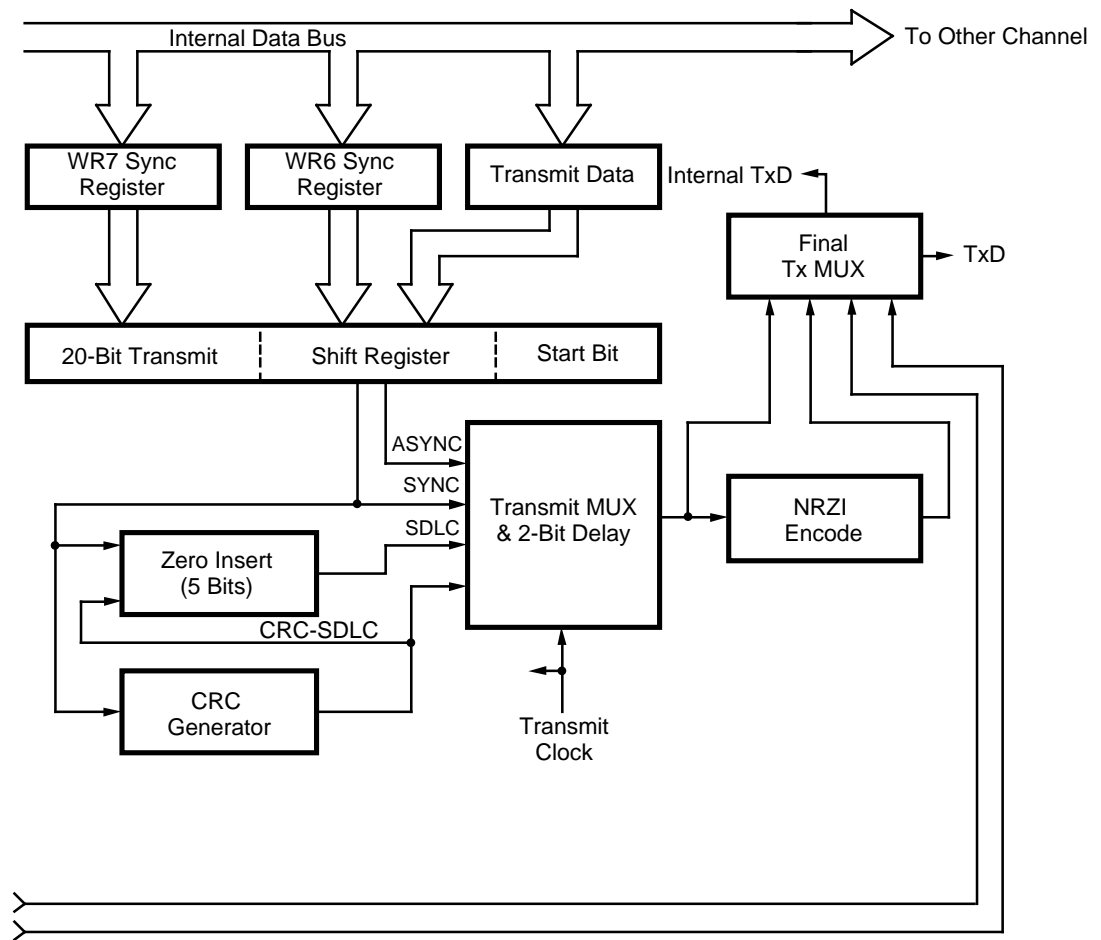 Internal Data Bus
To Other Channel
WR7 Sync
Register
WR6 Sync
Register
Transmit Data
Internal TxD
Final
Tx MUX
TxD
20-Bit Transmit
Shift Register
Start Bit
ASYNC
SYNC
SDLC
Transmit MUX
& 2-Bit Delay
NRZI
Encode
Zero Insert
(5 Bits)
CRC-SDLC
CRC
Generator
Transmit
Clock